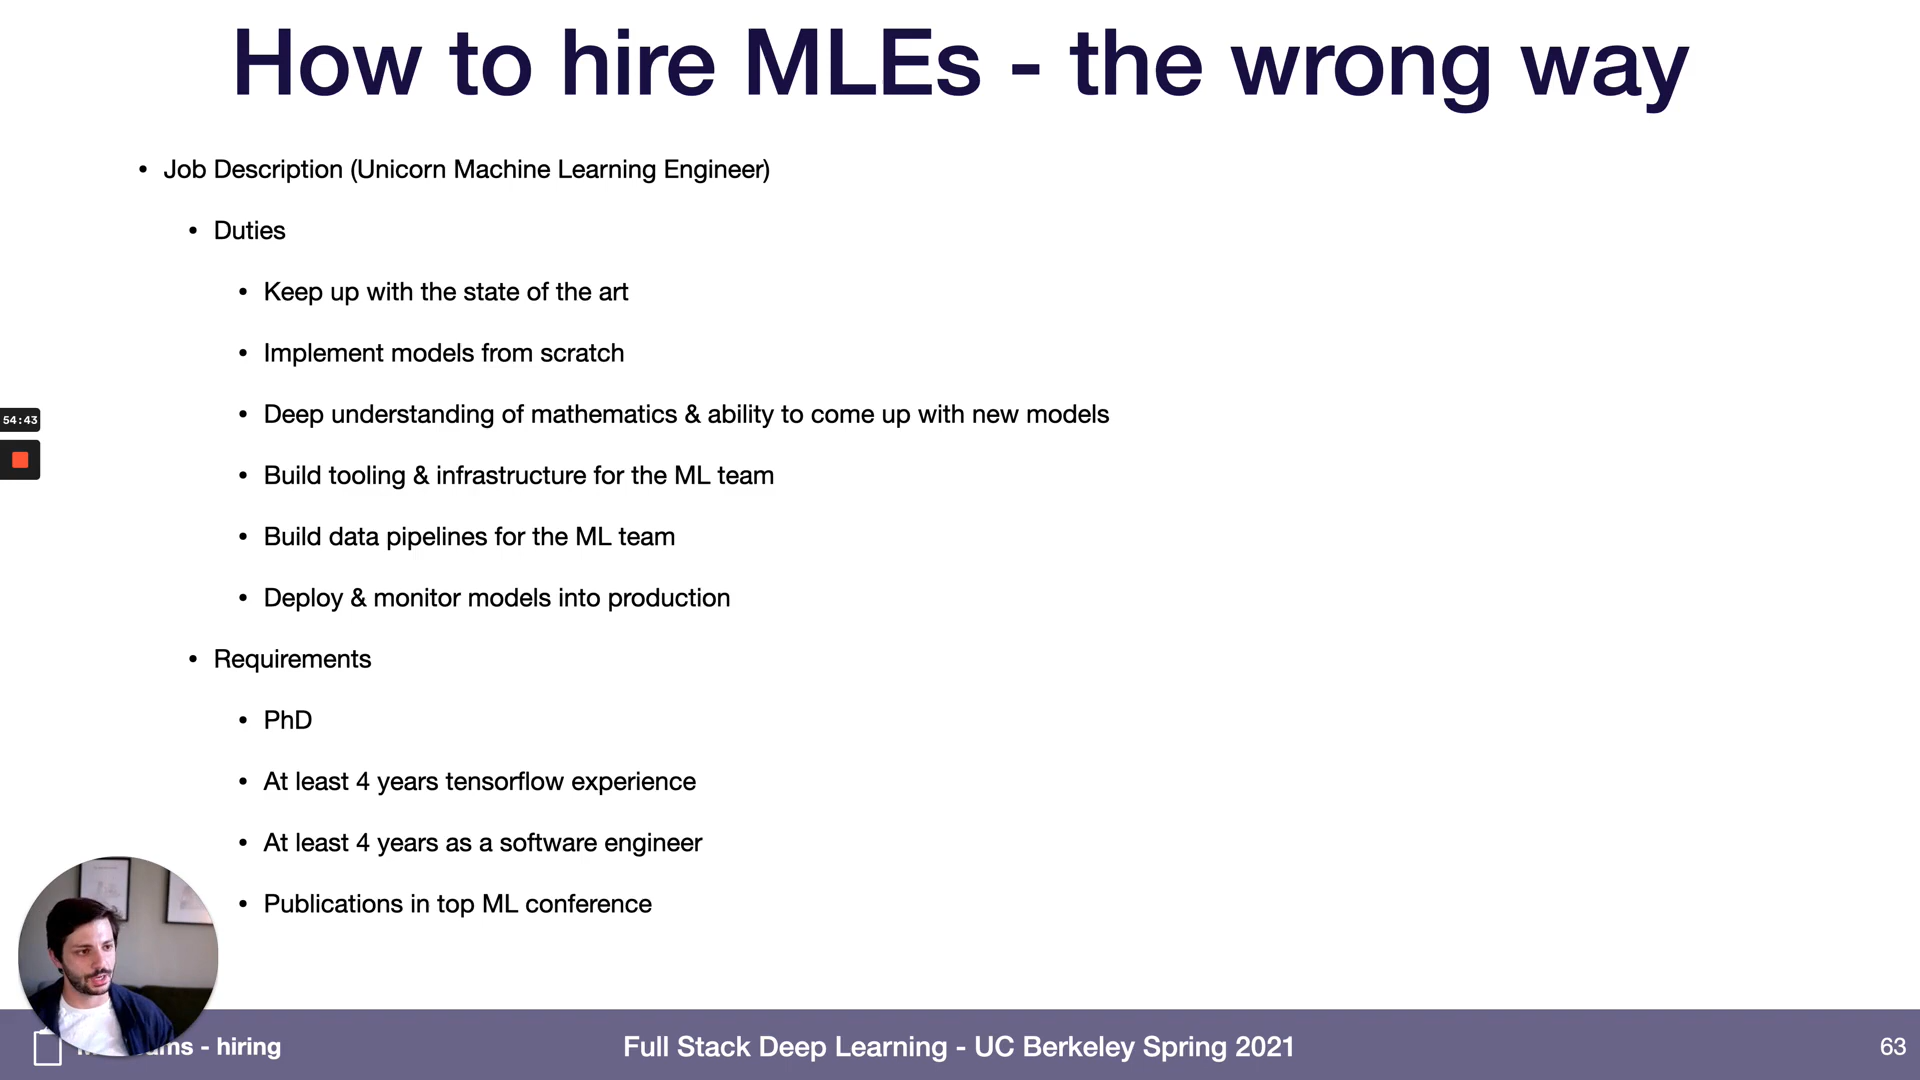 How to hire MLEs - the wrong way
• Job Description (Unicorn Machine Learning Engineer)
• Duties
• Keep up with the state of the art
• Implement models from scratch
• Deep understanding of mathematics & ability to come up with new models
• Build tooling & infrastructure for the ML team
• Build data pipelines for the ML team
• Deploy & monitor models into production
• Requirements
• PhD
• At least 4 years tensorflow experience
• At least 4 years as a software engineer
• Publications in top ML conference
54:43
- hiring
Full Stack Deep Learning - UC Berkeley Spring 2021
63